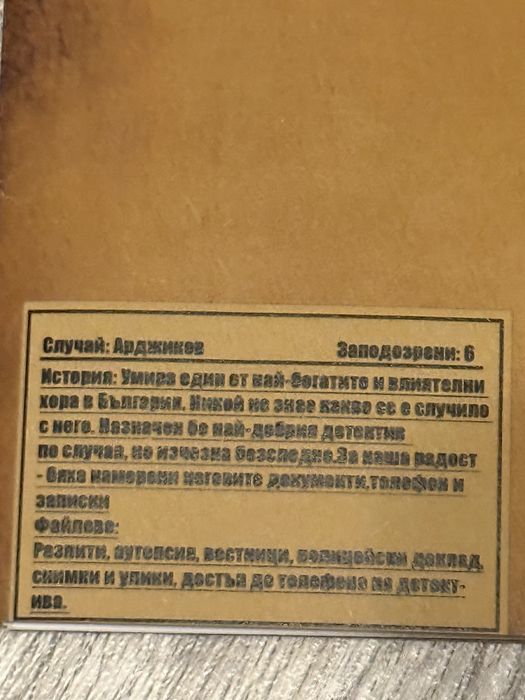 Случай: Арджиков Заподозрени: 6
История: Умира един от най-богатите и влиятелни
хора в България. Никой не знае какво се е случило
с него. Назначен бе най-добрия детектив
по случая, но изчезна безследно.За наша радост
- бяха намерени неговите документи,телефон и
записки
Файлове:
Разпити, аутопсия, вестници, полицейски доклад,
снимки и улики, достъп до телефона на детект-
ива.